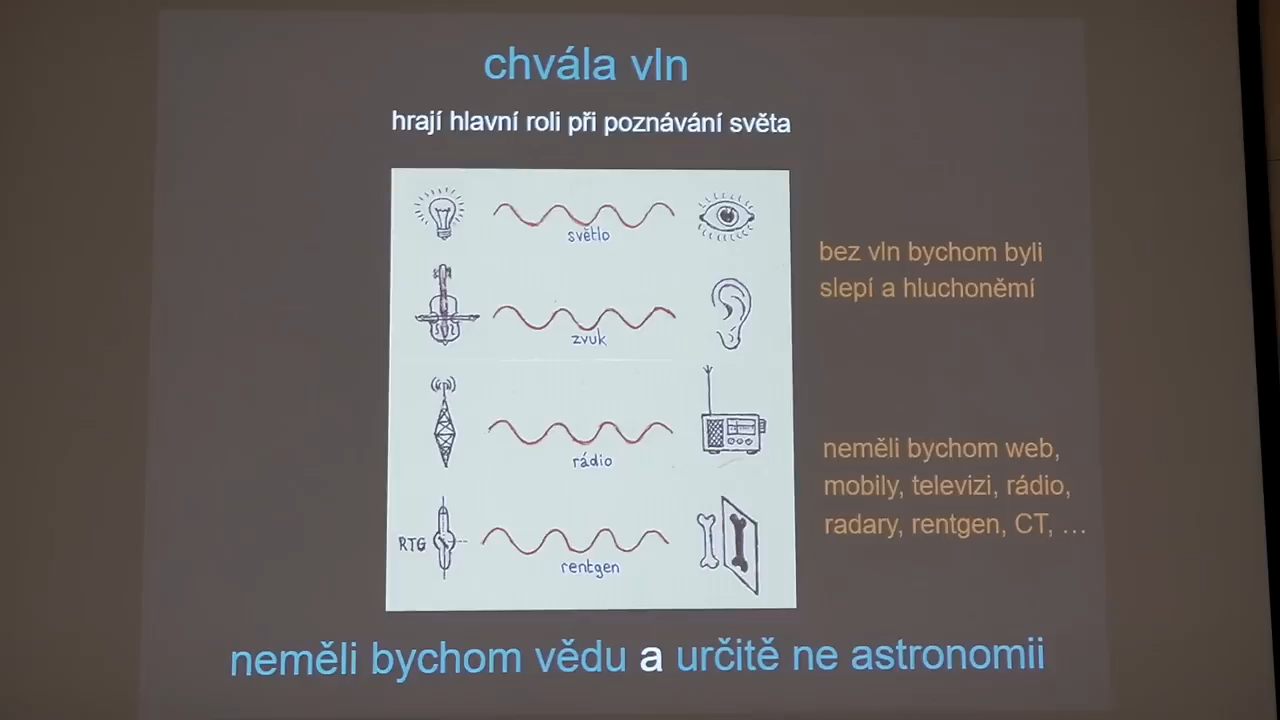 chvála vln
hrají hlavní roli při poznávání světa
světlo
bez vln bychom byli
slepí a hluchoněmí
zvuk
rádio
neměli bychom web,
mobily, televizi, rádio,
radary, rentgen, CT, ...
RTG
rentgen
neměli bychom vědu a určitě ne astronomii